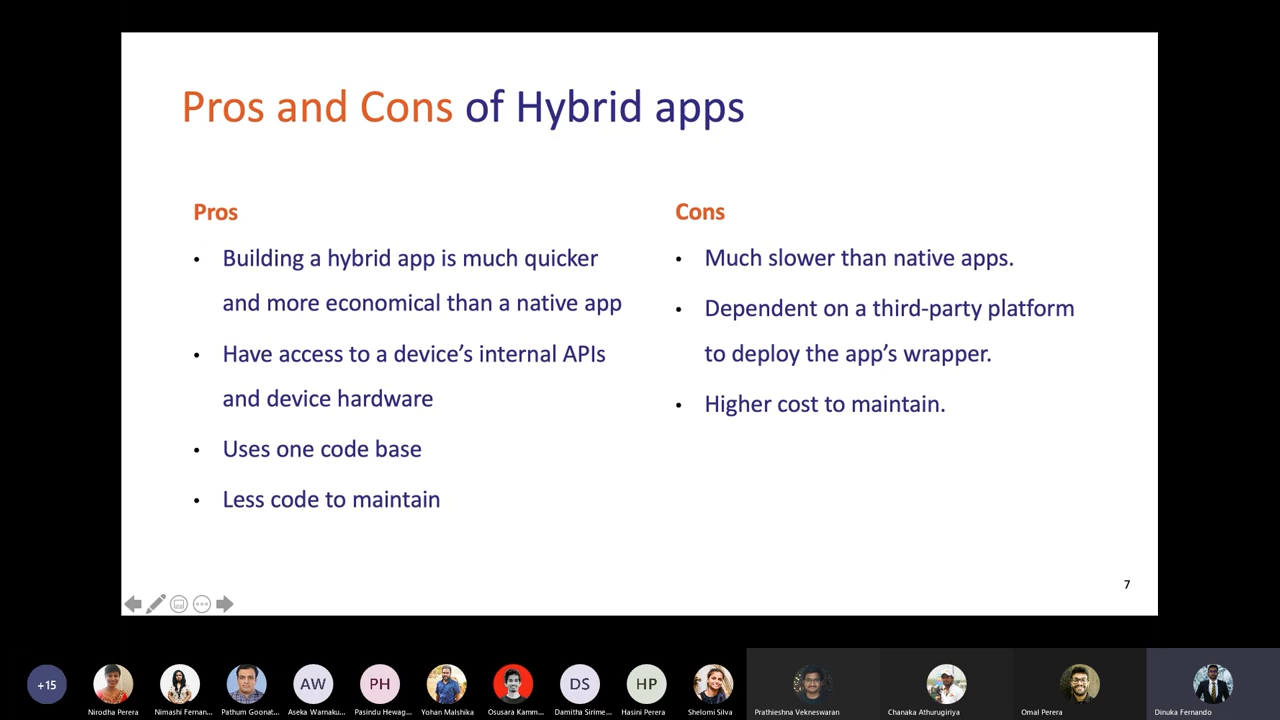 Pros and Cons of Hybrid apps
Pros
• Building a hybrid app is much quicker
and more economical than a native app
• Have access to a device’s internal APIs
and device hardware
• Uses one code base
• Less code to maintain
Cons
• Much slower than native apps.
• Dependent on a third-party platform
to deploy the app’s wrapper.
• Higher cost to maintain.
7
+15
AW
PH
DS
HP
Nirodha Perera
Nimashi Fernan...
Pathum Goonat...
Aseka Warnaku...
Pasindu Hewag...
Yohan Malshika
Osusara Kamm...
Damitha Sirime...
Hasini Perera
Shelomi Silva
Prathieshna Vekneswaran
Chanaka Athurugiriya
Omal Perera
Dinuka Fernando